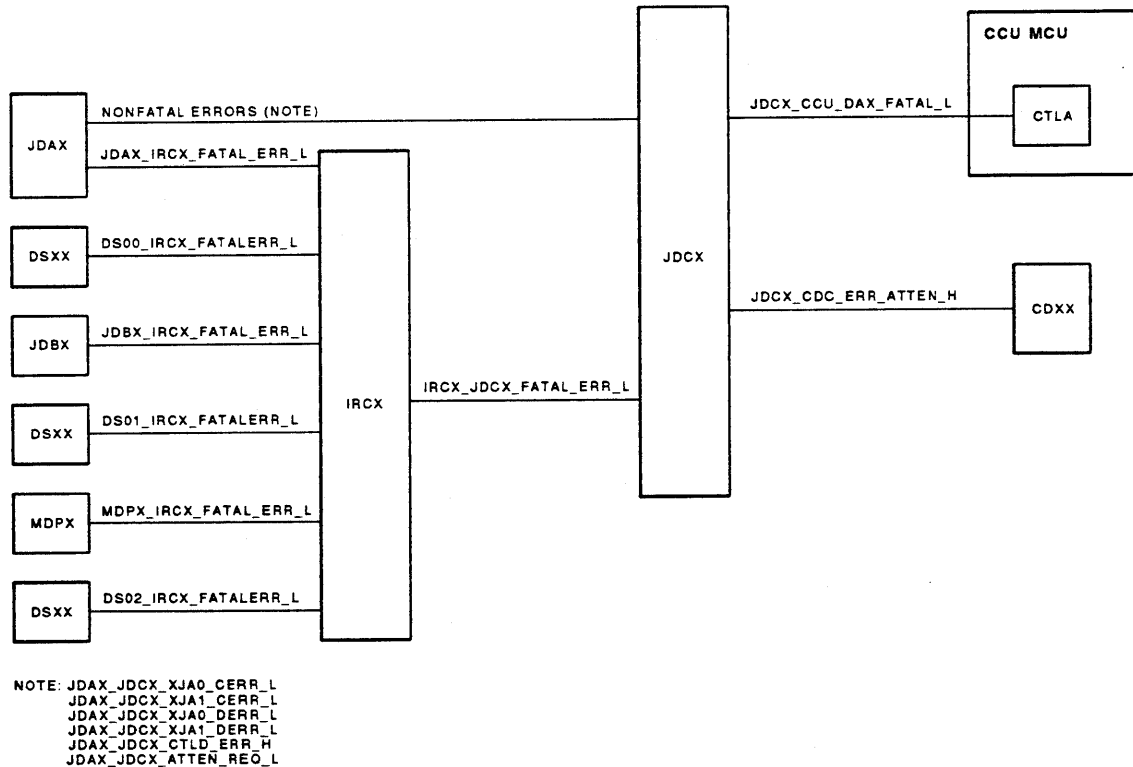 CCU MCU
JDCX_CCU_DAX_FATAL_L
CTLA
NONFATAL ERRORS (NOTE)
JDAX
JDAX_IRCX_FATAL_ERR_L
DS00_IRCX_FATALERR_L
DSXX
JDCX
JDCX_CDC_ERR_ATTEN_H
CDXX
JDBX_IRCX_FATAL_ERR_L
JDBX
IRCX_JDCX_FATAL_ERR_L
IRCX
DS01_IRCX_FATALERR_L
DSXX
MDPX_IRCX_FATAL_ERR_L
MDPX
DS02_IRCX_FATALERR_L
DSXX
NOTE: JDAX_JDCX_XJA0_CERR_L
JDAX_JDCX_XJA1_CERR_L
JDAX_JDCX_XJA0_DERR_L
JDAX_JDCX_XJA1_DERR_L
JDAX_JDCX_CTLD_ERR_H
JDAX_JDCX_ATTEN_REQ_L